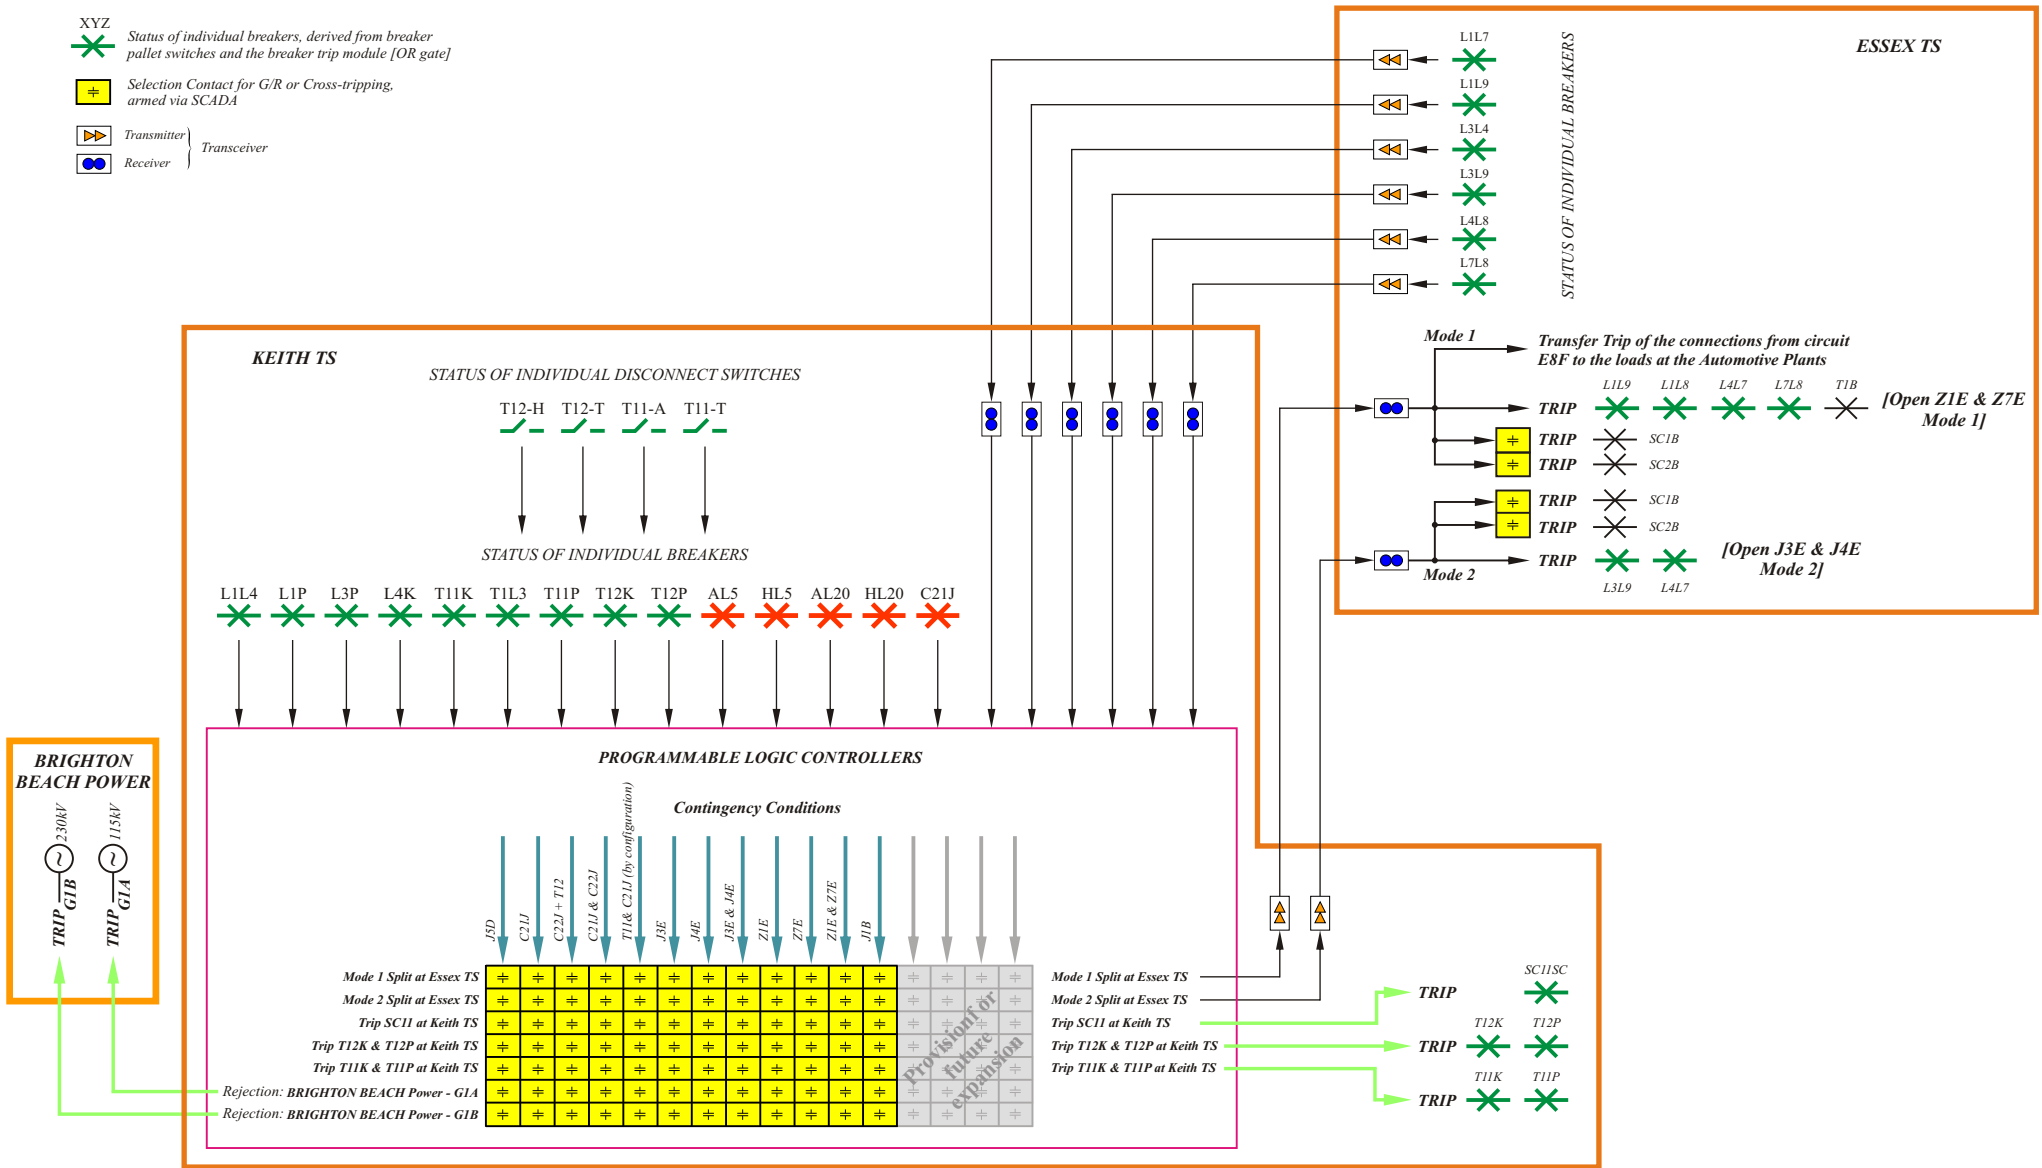 XYZ
Status of individual breakers, derived from breaker
pallet switches and the breaker trip module [OR gate]
Selection Contact for G/R or Cross-tripping,
armed via SCADA
Transmitter
Receiver
Transceiver
ESSEX TS
L1L7
L1L9
L3L4
L3L9
L4L8
L7L8
STATUS OF INDIVIDUAL BREAKERS
Mode 1
Transfer Trip of the connections from circuit
E8F to the loads at the Automotive Plants
L1L9 L1L8 L4L7 L7L8 T1B
TRIP
[Open Z1E & Z7E
Mode 1]
TRIP SC1B
TRIP SC2B
TRIP SC1B
TRIP SC2B
TRIP
[Open J3E & J4E
Mode 2]
Mode 2
L3L9 L4L7
KEITH TS
STATUS OF INDIVIDUAL DISCONNECT SWITCHES
T12-H T12-T T11-A T11-T
STATUS OF INDIVIDUAL BREAKERS
L1L4 L1P L3P L4K T11K T1L3 T11P T12K T12P AL5 HL5 AL20 HL20 C21J
BRIGHTON
BEACH POWER
230kV
115kV
TRIP G1B
TRIP G1A
PROGRAMMABLE LOGIC CONTROLLERS
Contingency Conditions
J5D
C21J
C22J + T12
C21J & C22J
T11& C21J (by configuration)
J3E
J4E
J3E & J4E
Z1E
Z7E
Z1E & Z7E
J1B
Mode 1 Split at Essex TS
Mode 2 Split at Essex TS
Trip SC11 at Keith TS
Trip T12K & T12P at Keith TS
Trip T11K & T11P at Keith TS
Rejection: BRIGHTON BEACH Power - G1A
Rejection: BRIGHTON BEACH Power - G1B
Provisionf or
future
expansion
Mode 1 Split at Essex TS
Mode 2 Split at Essex TS
Trip SC11 at Keith TS
Trip T12K & T12P at Keith TS
Trip T11K & T11P at Keith TS
SC11SC
TRIP
T12K T12P
TRIP
T11K T11P
TRIP